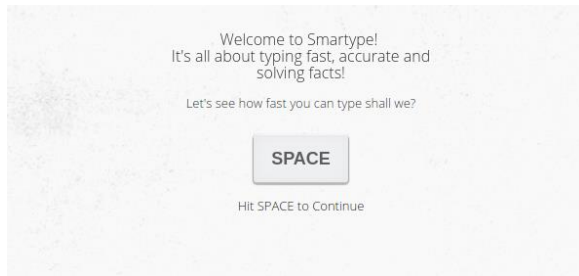 Welcome to Smartype!
It's all about typing fast, accurate and
solving facts!
Let's see how fast you can type shall we?
SPACE
Hit SPACE to Continue